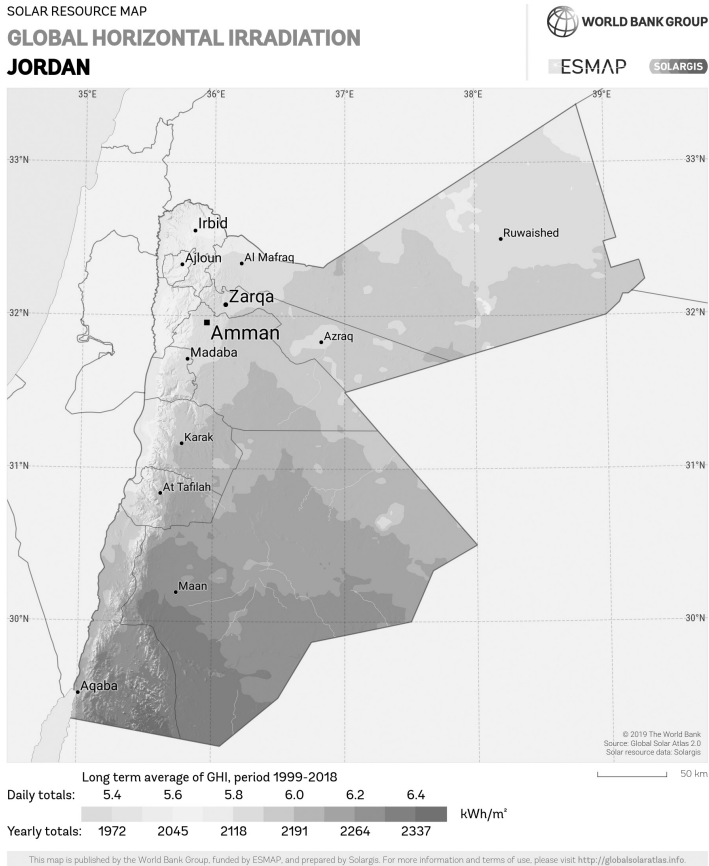 SOLAR RESOURCE MAP
GLOBAL HORIZONTAL IRRADIATION
JORDAN
WORLD BANK GROUP
ESMAP
SOLARGIS
35°E 36°E 37°E 38°E 39°E
33°N 33°N
Irbid
Ruwaished
Ajloun
Al Mafraq
Zarqa
32°N 32°N
Amman
Azraq
Madaba
Karak
31°N 31°N
At Tafilah
Maan
30°N 30°N
Aqaba
© 2019 The World Bank
Source: Global Solar Atlas 2.0
Solar resource data: Solargis
50 km
Long term average of GHI, period 1999-2018
Daily totals: 5.4 5.6 5.8 6.0 6.2 6.4
kWh/m²
Yearly totals: 1972 2045 2118 2191 2264 2337
This map is published by the World Bank Group, funded by ESMAP, and prepared by Solargis. For more information and terms of use, please visit http://globalsolaratlas.info.